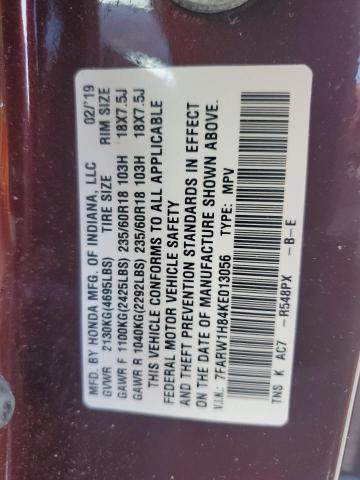 MFD. BY HONDA MFG. OF INDIANA, LLC 02/'19
GVWR 2130KG(4695LBS) TIRE SIZE RIM SIZE
GAWR F 1100KG(2425LBS) 235/60R18 103H 18X7.5J
GAWR R 1040KG(2292LBS) 235/60R18 103H 18X7.5J
THIS VEHICLE CONFORMS TO ALL APPLICABLE
FEDERAL MOTOR VEHICLE SAFETY
AND THEFT PREVENTION STANDARDS IN EFFECT
ON THE DATE OF MANUFACTURE SHOWN ABOVE.
V.I.N.: 7FARW1H84KE013056 TYPE: MPV
TNS K AC7 -R548PX -B-E